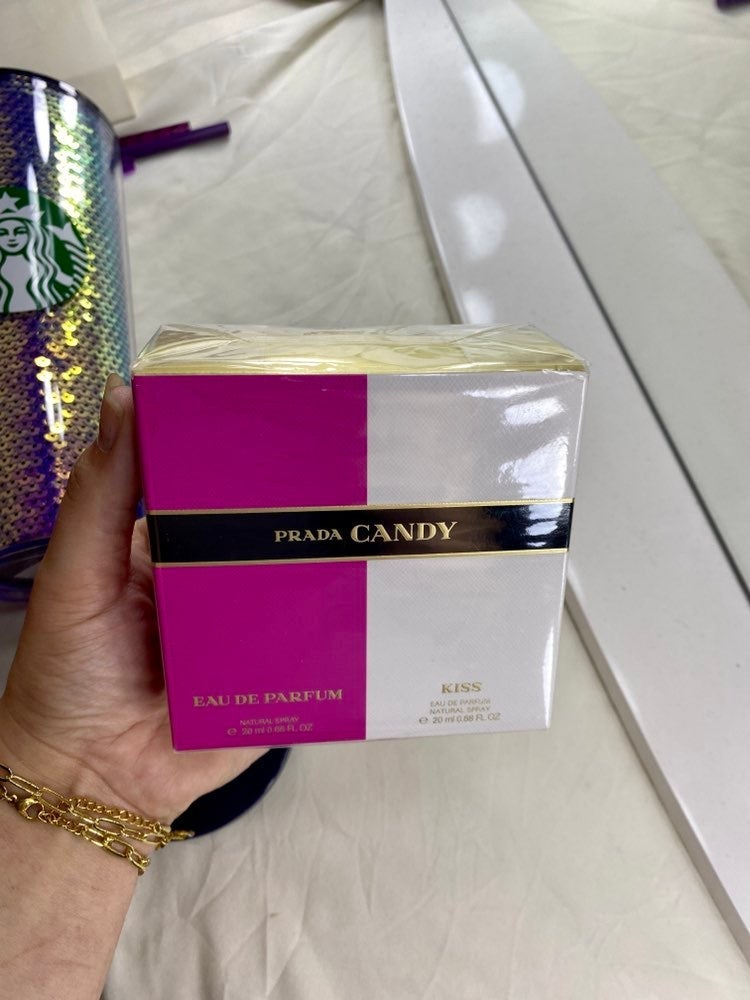 PRADA CANDY
EAU DE PARFUM
NATURAL SPRAY
℮ 20 ml 0.68 FL. OZ
KISS
EAU DE PARFUM
NATURAL SPRAY
℮ 20 ml 0.68 FL. OZ